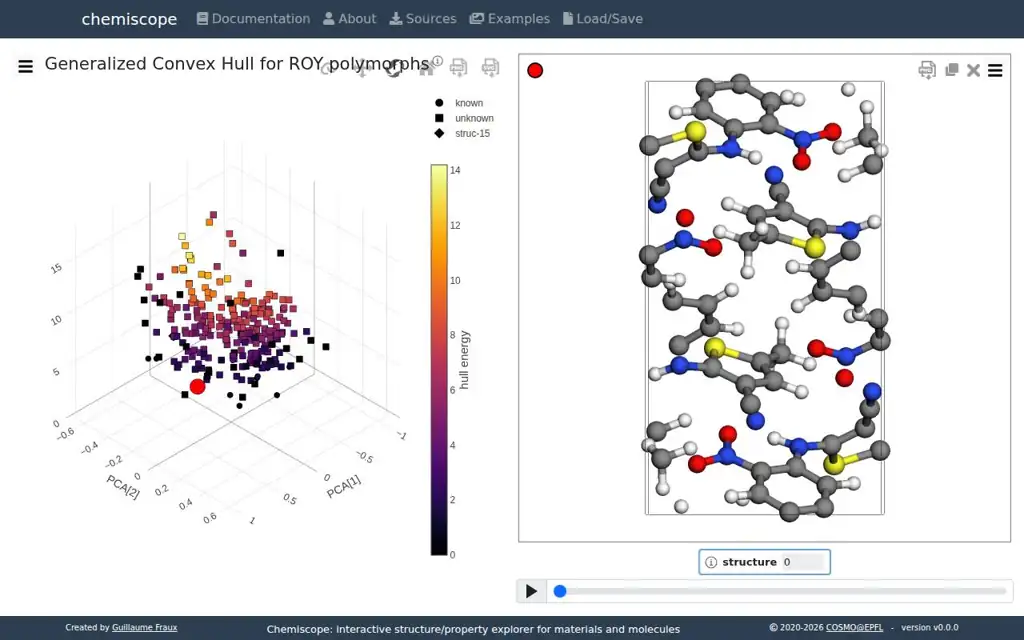 chemiscope Documentation About Sources Examples Load/Save
Generalized Convex Hull for ROY polymorphs
known
unknown
struc-15
14
12
10
8
6
4
2
0
hull energy
15
10
5
0
−0.6
−0.4
−0.2
0
0.2
0.4
0.6
PCA[2]
−1
−0.5
0
0.5
1
PCA[1]
structure 0
Created by Guillaume Fraux
Chemiscope: interactive structure/property explorer for materials and molecules
© 2020-2026 COSMO@EPFL - version v0.0.0